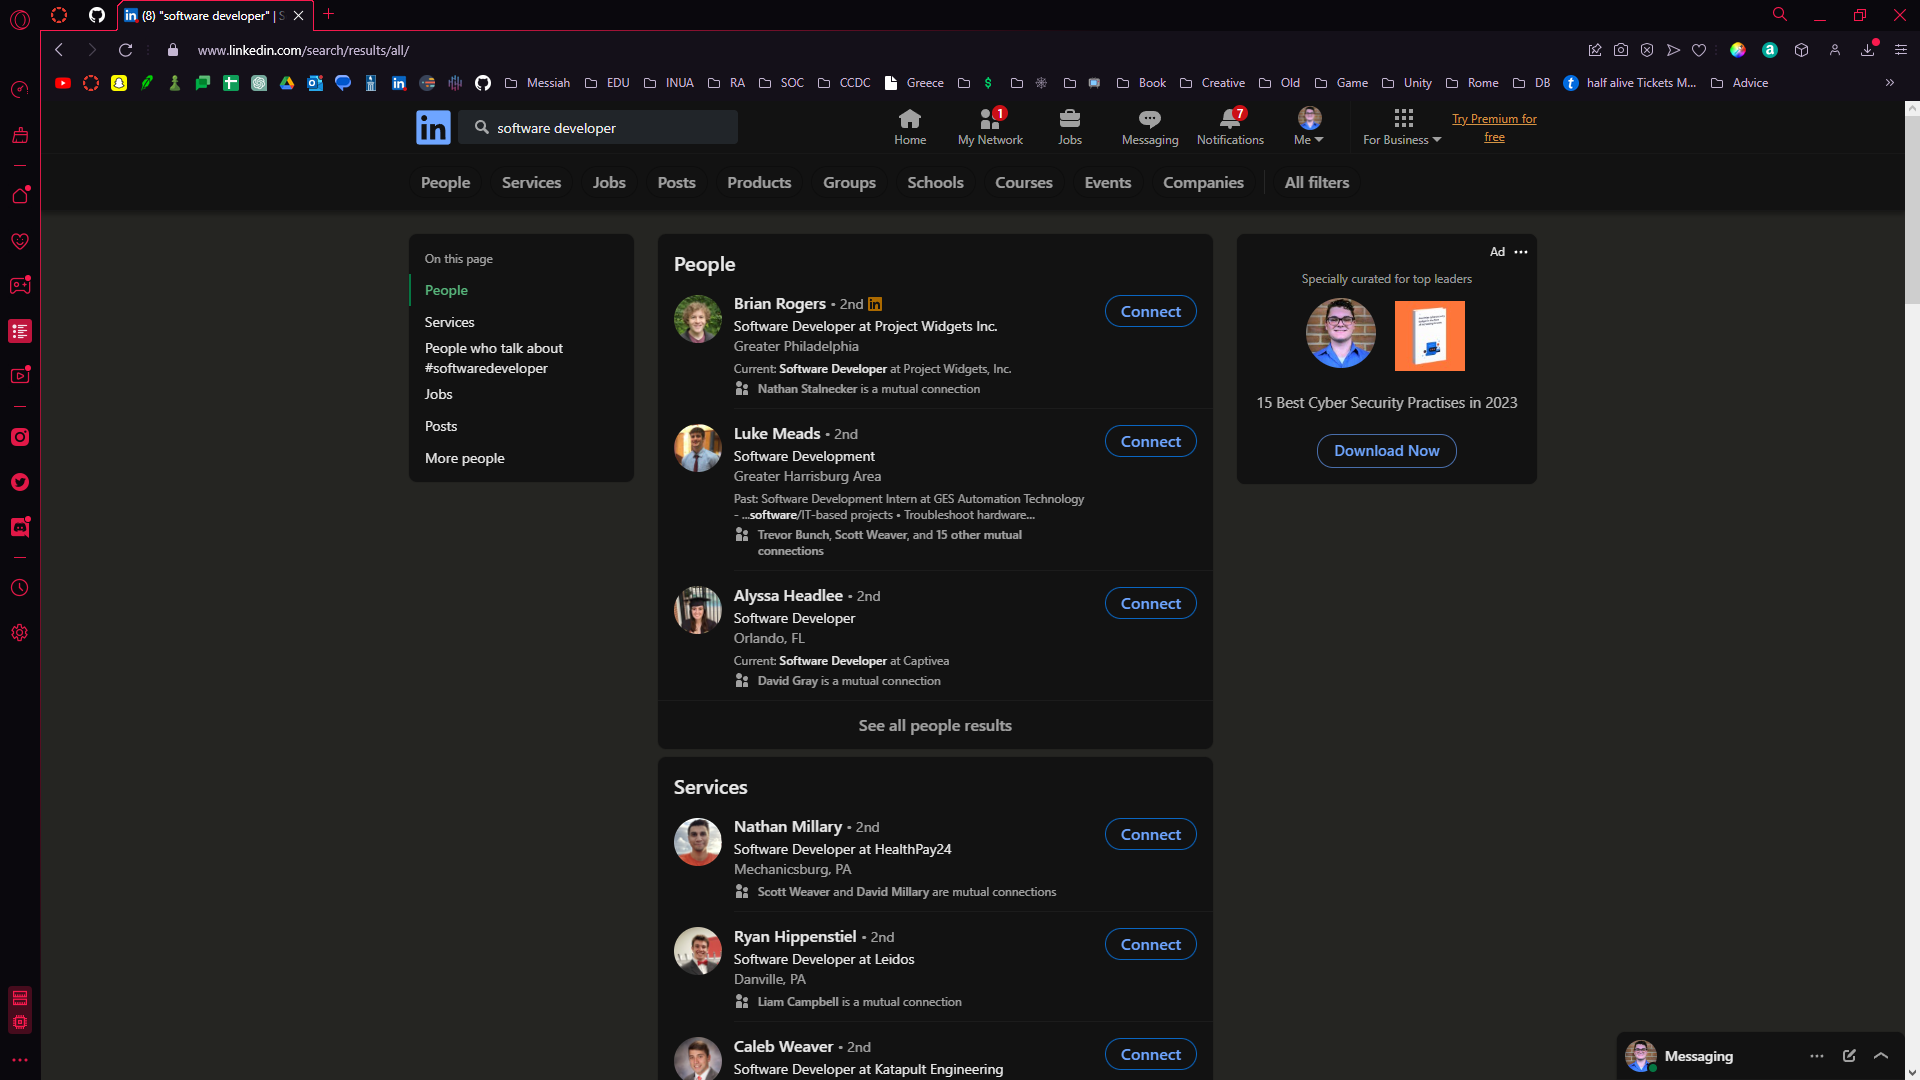 (8) "software developer" | S
www.linkedin.com/search/results/all/
Messiah
EDU
INUA
RA
SOC
CCDC
Greece
$
Book
Creative
Old
Game
Unity
Rome
DB
half alive Tickets M...
Advice
in
software developer
Home
1
My Network
Jobs
Messaging
7
Notifications
Me
For Business
Try Premium for
free
People
Services
Jobs
Posts
Products
Groups
Schools
Courses
Events
Companies
All filters
On this page
People
Services
People who talk about
#softwaredeveloper
Jobs
Posts
More people
People
Brian Rogers • 2nd in
Software Developer at Project Widgets Inc.
Greater Philadelphia
Current: Software Developer at Project Widgets, Inc.
Nathan Stalnecker is a mutual connection
Connect
Luke Meads • 2nd
Software Development
Greater Harrisburg Area
Past: Software Development Intern at GES Automation Technology
- ...software/IT-based projects • Troubleshoot hardware...
Trevor Bunch, Scott Weaver, and 15 other mutual
connections
Connect
Alyssa Headlee • 2nd
Software Developer
Orlando, FL
Current: Software Developer at Captivea
David Gray is a mutual connection
Connect
See all people results
Services
Nathan Millary • 2nd
Software Developer at HealthPay24
Mechanicsburg, PA
Scott Weaver and David Millary are mutual connections
Connect
Ryan Hippenstiel • 2nd
Software Developer at Leidos
Danville, PA
Liam Campbell is a mutual connection
Connect
Caleb Weaver • 2nd
Software Developer at Katapult Engineering
Connect
Ad
Specially curated for top leaders
15 Best Cyber Security Practises in 2023
Download Now
Messaging